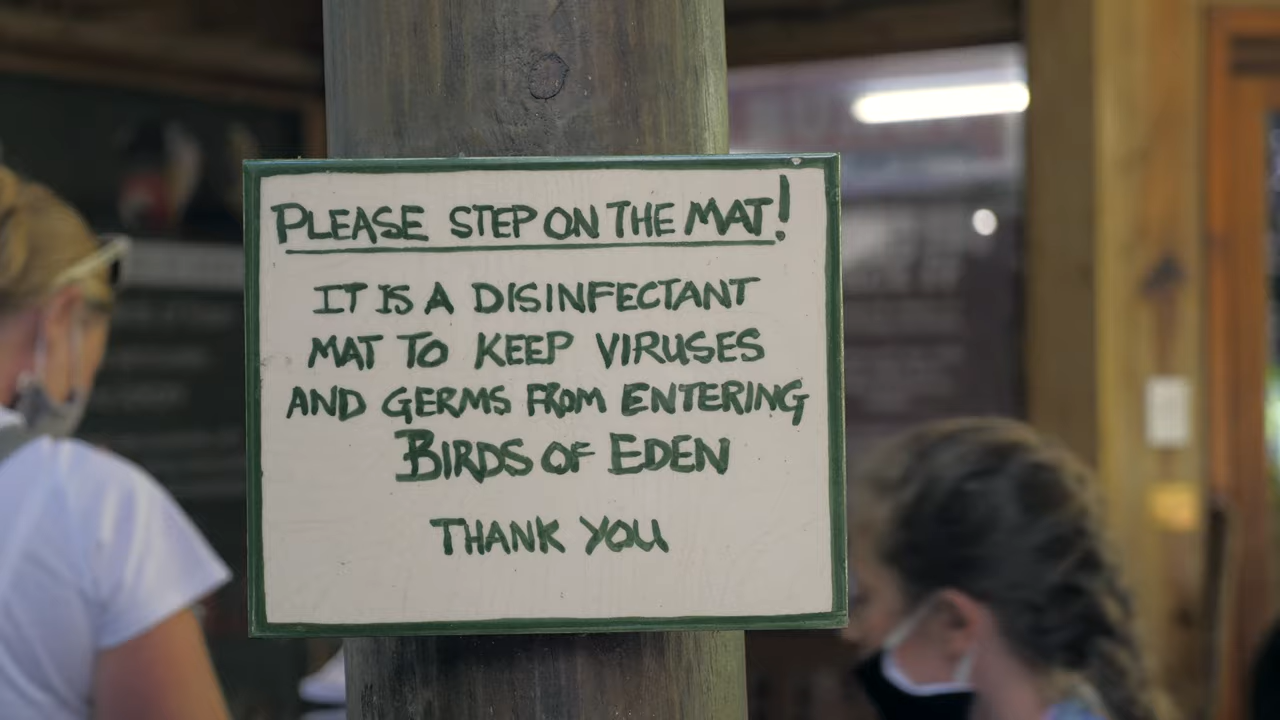 PLEASE STEP ON THE MAT!
IT IS A DISINFECTANT
MAT TO KEEP VIRUSES
AND GERMS FROM ENTERING
BIRDS OF EDEN
THANK YOU